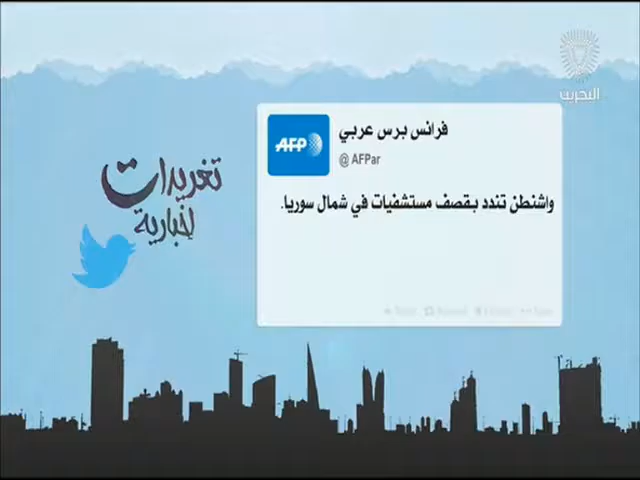 البحرين
AFP
فرانس برس عربي
@AFPar
تغريدات
إخبارية
واشنطن تندد بقصف مستشفيات في شمال سوريا.